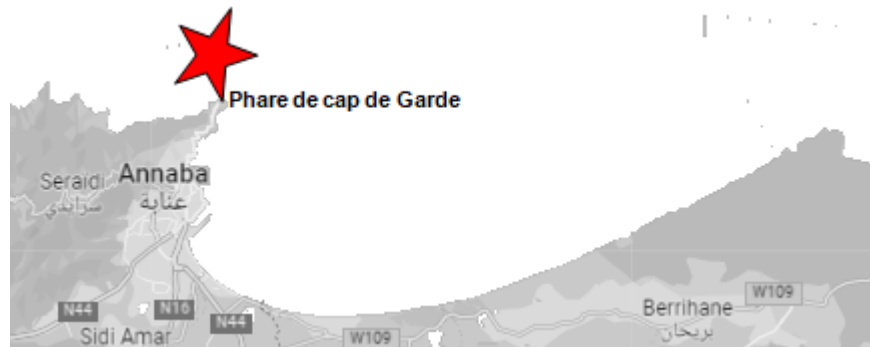 Phare de cap de Garde
Annaba
عنابة
Seraidi
سرايدي
N44
N16
N44
Sidi Amar
W109
W109
Berrihane
بريحان